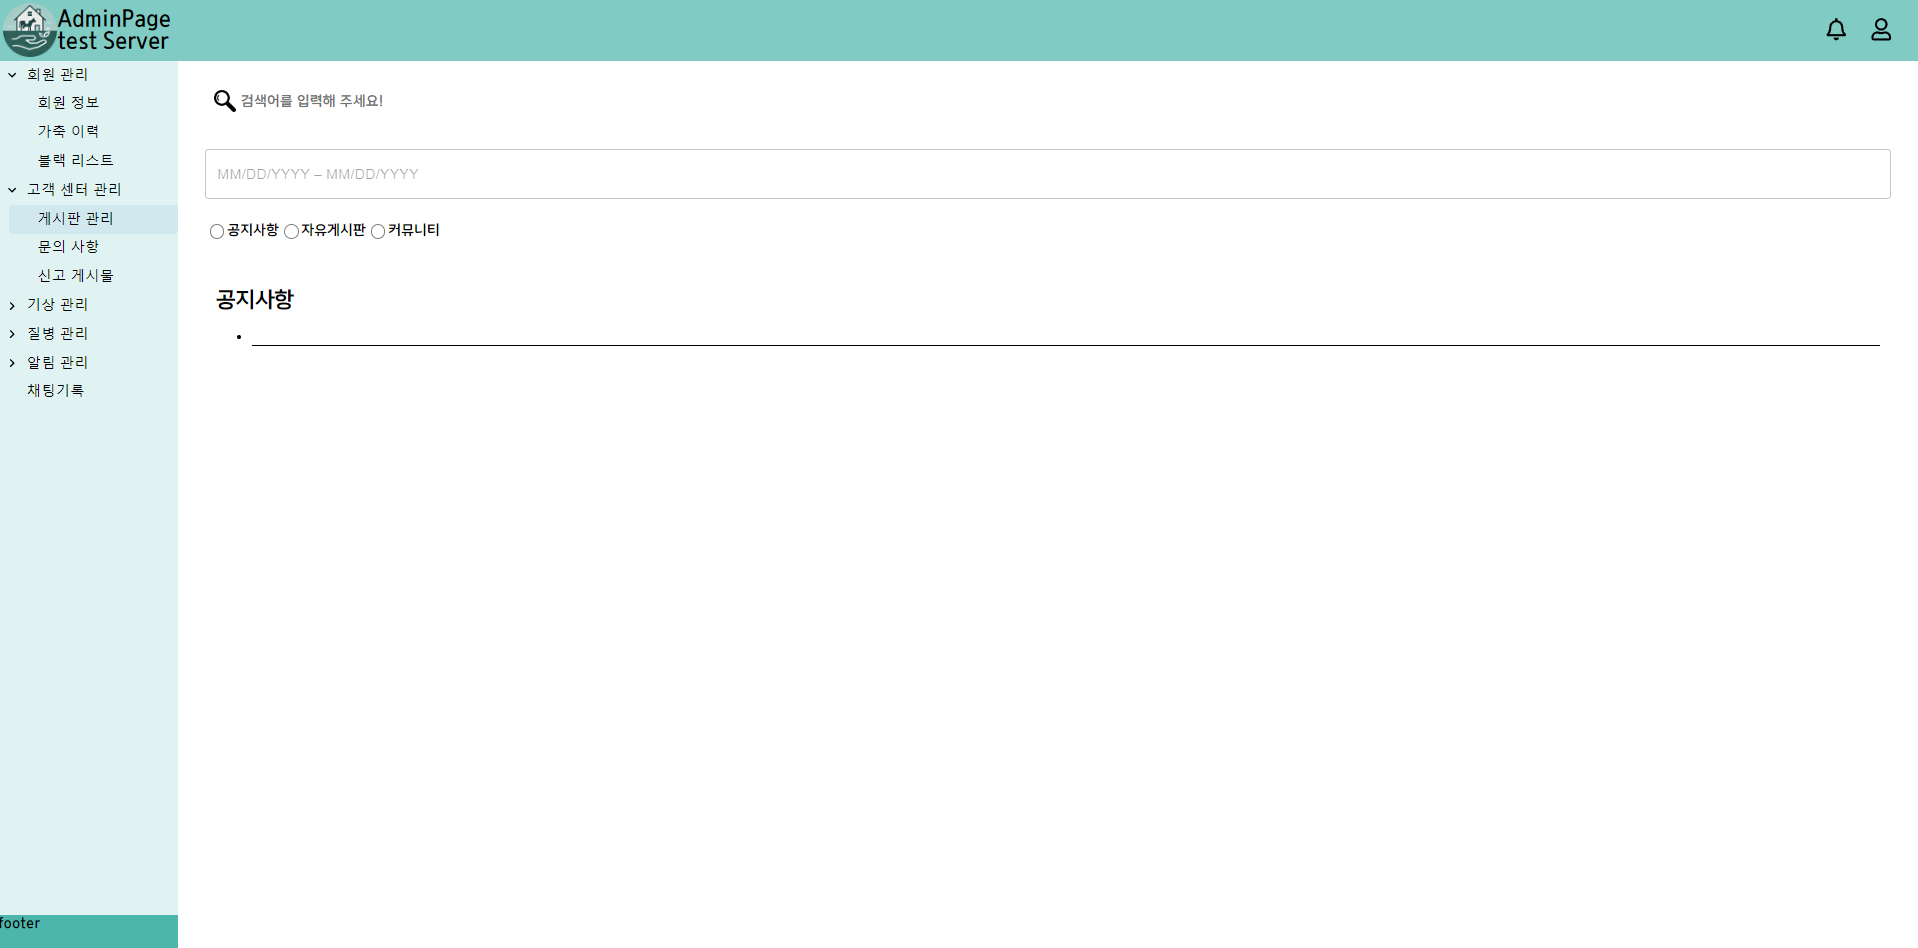 AdminPage
test Server
회원 관리
회원 정보
가축 이력
블랙 리스트
고객 센터 관리
게시판 관리
문의 사항
신고 게시물
기상 관리
질병 관리
알림 관리
채팅기록
footer
검색어를 입력해 주세요!
MM/DD/YYYY – MM/DD/YYYY
공지사항 자유게시판 커뮤니티
공지사항